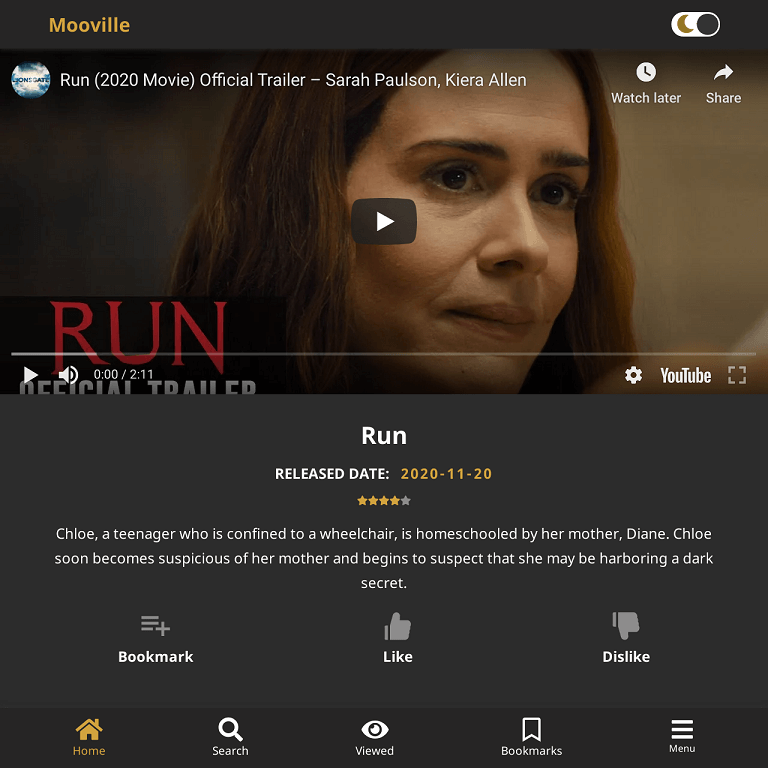 Mooville
LIONSGATE
Run (2020 Movie) Official Trailer – Sarah Paulson, Kiera Allen
Watch later
Share
RUN
OFFICIAL TRAILER
0:00 / 2:11
YouTube
Run
RELEASED DATE: 2020-11-20
Chloe, a teenager who is confined to a wheelchair, is homeschooled by her mother, Diane. Chloe
soon becomes suspicious of her mother and begins to suspect that she may be harboring a dark
secret.
Bookmark
Like
Dislike
Home
Search
Viewed
Bookmarks
Menu